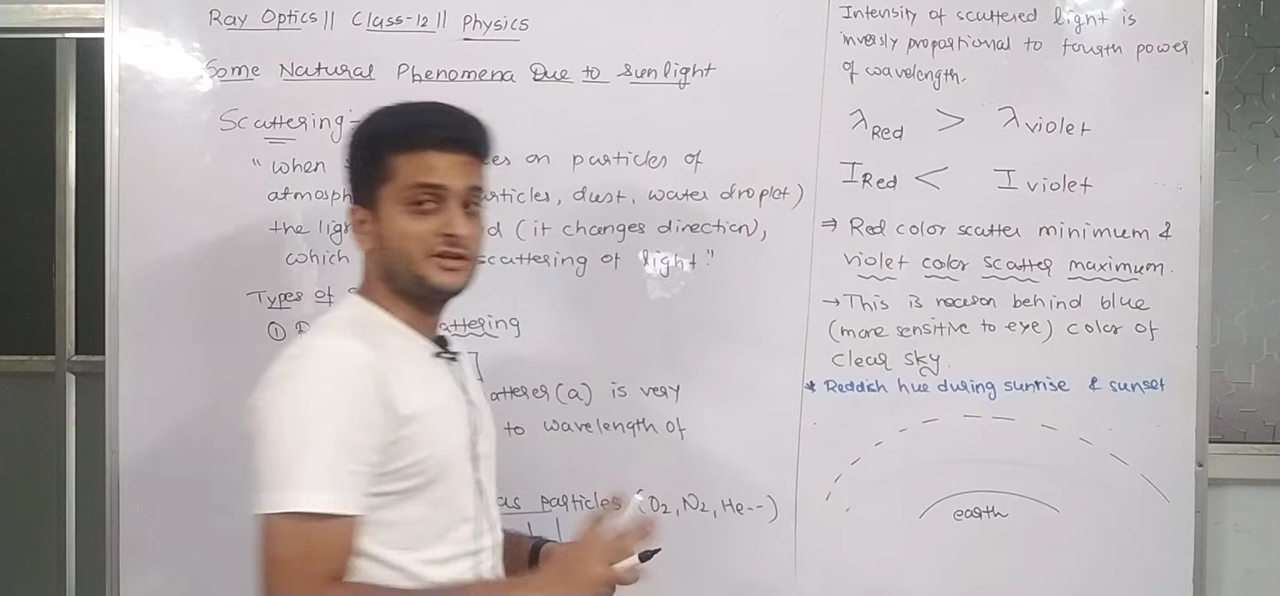 Ray Optics || Class-12 || Physics
Some Natural Phenomena Due to Sunlight
Scattering:-
"when es on particles of
atmosph articles, dust, water droplet)
the lig d (it changes direction),
which scattering of light."
Types of
① attering
]
atterer (a) is very
to wavelength of
as particles (O2, N2, He--)
Intensity of scattered light is
inversly proportional to fourth power
of wavelength.
λRed > λviolet
IRed < Iviolet
⇒ Red color scatter minimum &
violet color scatter maximum.
→ This is reason behind blue
(more sensitive to eye) color of
clear sky.
* Reddish hue during sunrise & sunset
earth